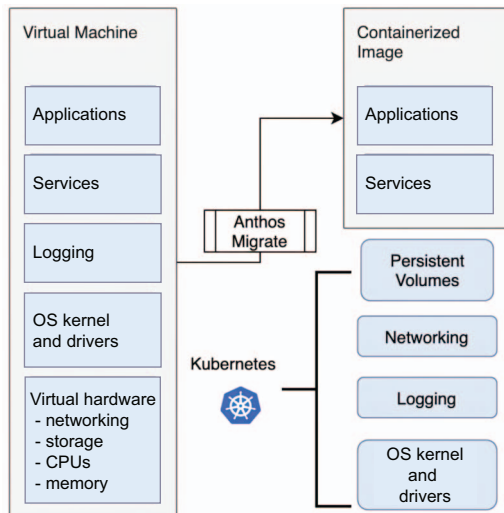 Virtual Machine
Applications
Services
Logging
OS kernel
and drivers
Virtual hardware
- networking
- storage
- CPUs
- memory
Anthos
Migrate
Containerized
Image
Applications
Services
Kubernetes
Persistent
Volumes
Networking
Logging
OS kernel
and
drivers